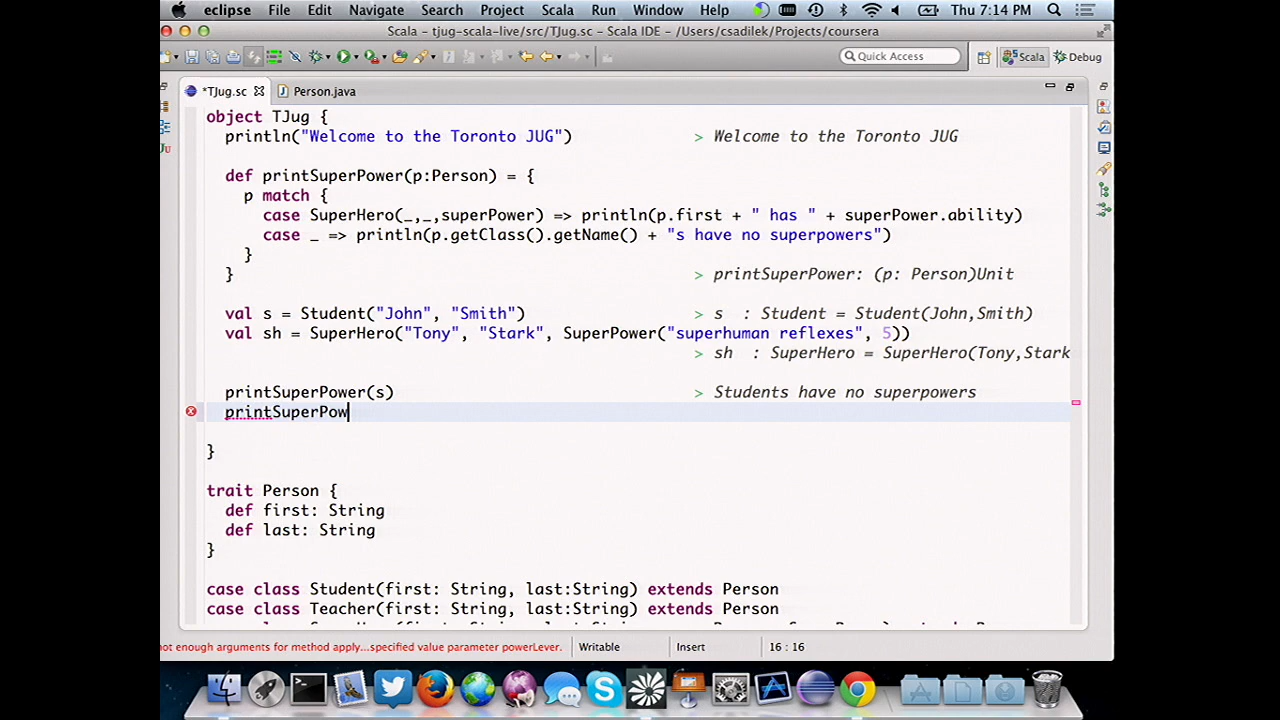 eclipse File Edit Navigate Search Project Scala Run Window Help Thu 7:14 PM
Scala - tjug-scala-live/src/TJug.sc - Scala IDE - /Users/csadilek/Projects/coursera
Quick Access Scala Debug
*TJug.sc Person.java
object TJug {
println("Welcome to the Toronto JUG") > Welcome to the Toronto JUG
def printSuperPower(p:Person) = {
p match {
case SuperHero(_,_,superPower) => println(p.first + " has " + superPower.ability)
case _ => println(p.getClass().getName() + "s have no superpowers")
}
} > printSuperPower: (p: Person)Unit
val s = Student("John", "Smith") > s : Student = Student(John,Smith)
val sh = SuperHero("Tony", "Stark", SuperPower("superhuman reflexes", 5))
> sh : SuperHero = SuperHero(Tony,Stark
printSuperPower(s) > Students have no superpowers
printSuperPow
}
trait Person {
def first: String
def last: String
}
case class Student(first: String, last:String) extends Person
case class Teacher(first: String, last:String) extends Person
not enough arguments for method apply...specified value parameter powerLever. Writable Insert 16 : 16